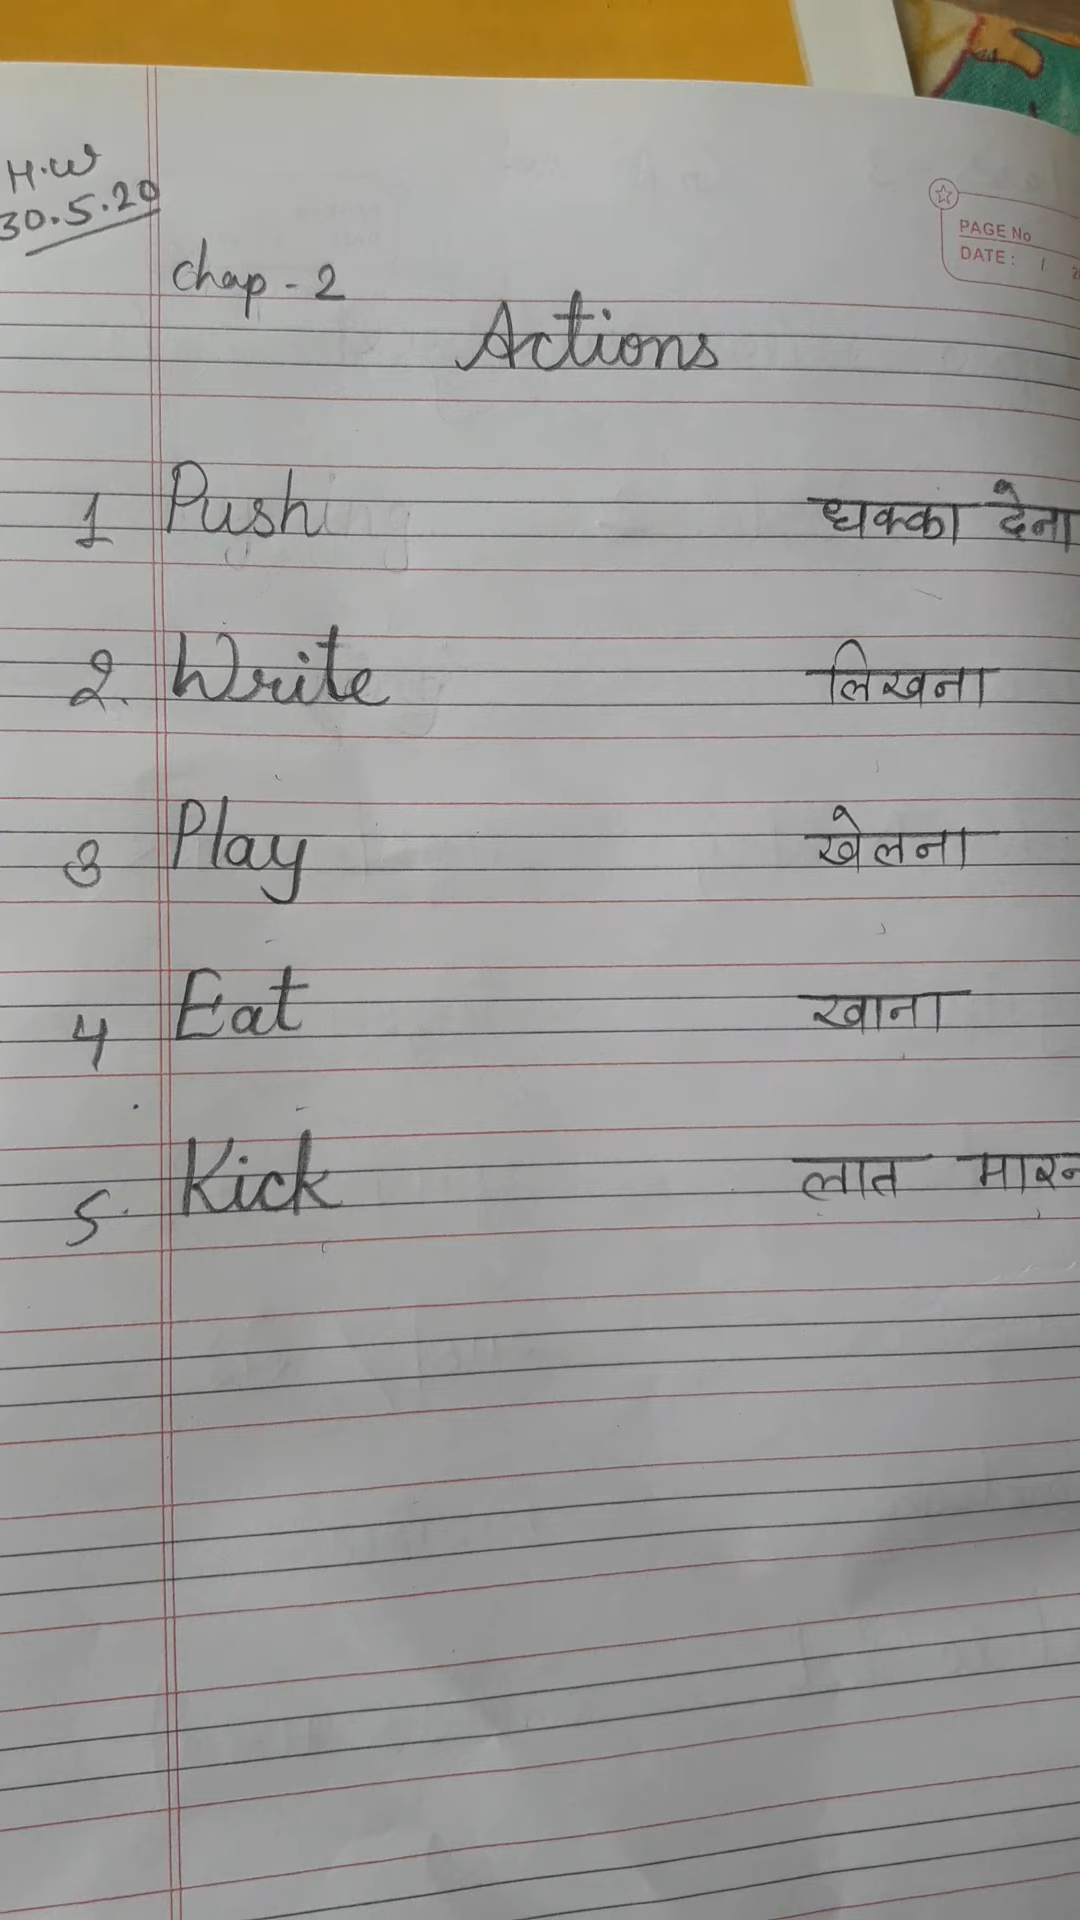 H.W
30.5.20
PAGE No
DATE: /
chap - 2
Actions
1 Push धक्का देना
2. Write लिखना
3 Play खेलना
4 Eat खाना
5. Kick लात मारन